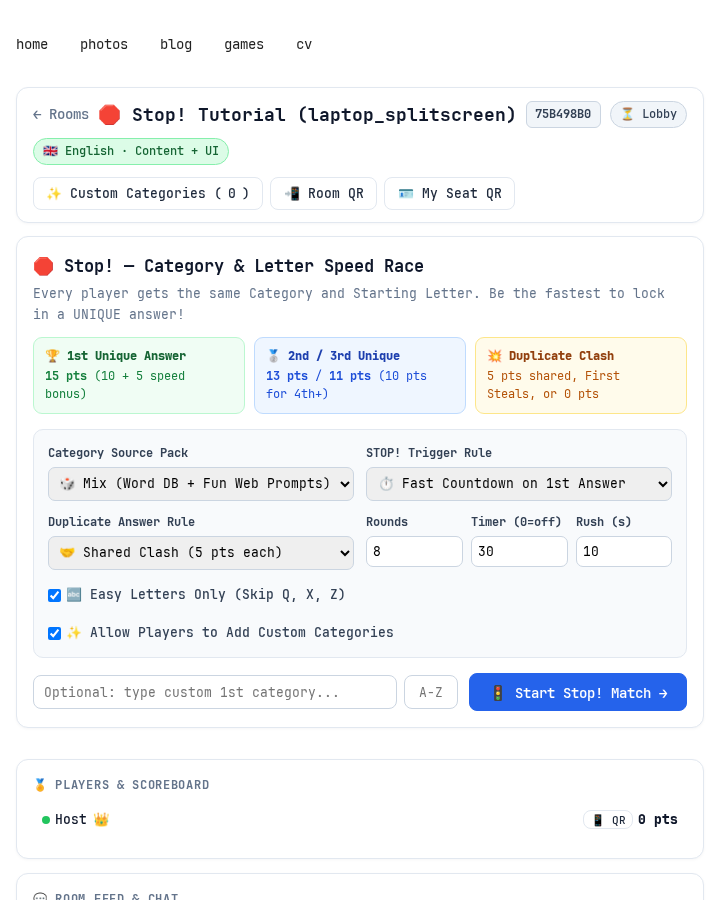 home photos blog games cv
← Rooms 🛑 Stop! Tutorial (laptop_splitscreen) 75B498B0 ⏳ Lobby
🇬🇧 English · Content + UI
✨ Custom Categories ( 0 ) 📲 Room QR 🪪 My Seat QR
🛑 Stop! — Category & Letter Speed Race
Every player gets the same Category and Starting Letter. Be the fastest to lock
in a UNIQUE answer!
🏆 1st Unique Answer
15 pts (10 + 5 speed
bonus)
🥈 2nd / 3rd Unique
13 pts / 11 pts (10 pts
for 4th+)
💥 Duplicate Clash
5 pts shared, First
Steals, or 0 pts
Category Source Pack
🎲 Mix (Word DB + Fun Web Prompts)
STOP! Trigger Rule
⏱️ Fast Countdown on 1st Answer
Duplicate Answer Rule
🤝 Shared Clash (5 pts each)
Rounds
8
Timer (0=off)
30
Rush (s)
10
🔤 Easy Letters Only (Skip Q, X, Z)
✨ Allow Players to Add Custom Categories
Optional: type custom 1st category... A-Z 🚦 Start Stop! Match →
🏅 PLAYERS & SCOREBOARD
Host 👑 📱 QR 0 pts
💬 ROOM FEED & CHAT